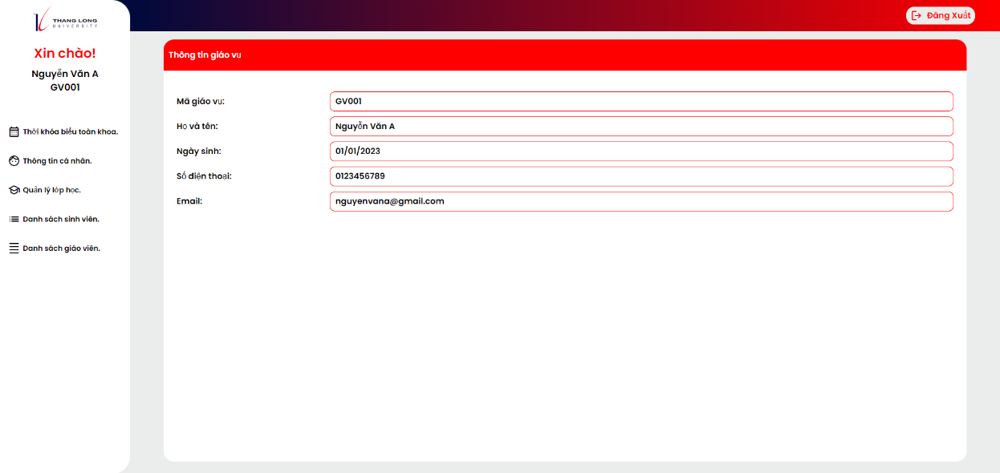 THANG LONG
UNIVERSITY
Đăng Xuất
Xin chào!
Nguyễn Văn A
GV001
Thời khóa biểu toàn khoa.
Thông tin cá nhân.
Quản lý lớp học.
Danh sách sinh viên.
Danh sách giáo viên.
Thông tin giáo vụ
Mã giáo vụ: GV001
Họ và tên: Nguyễn Văn A
Ngày sinh: 01/01/2023
Số điện thoại: 0123456789
Email: nguyenvana@gmail.com